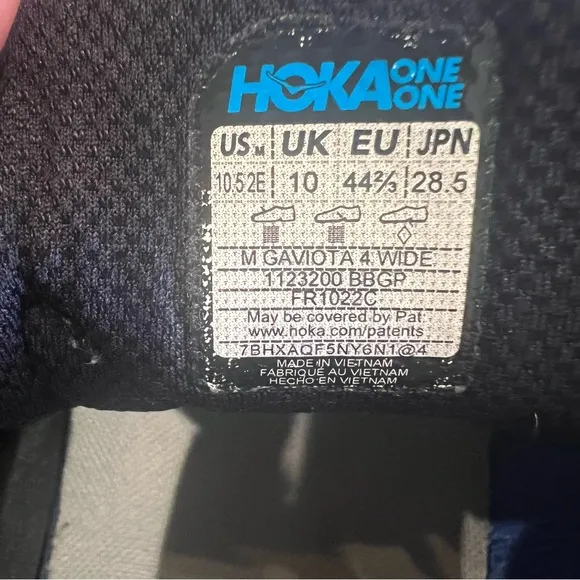 HOKA ONE ONE
US M UK EU JPN
10.5 2E 10 44⅔ 28.5
M GAVIOTA 4 WIDE
1123200 BBGP
FR1022C
May be covered by Pat.
www.hoka.com/patents
7BHXAQF5NY6N1@4
MADE IN VIETNAM
FABRIQUÉ AU VIETNAM
HECHO EN VIETNAM